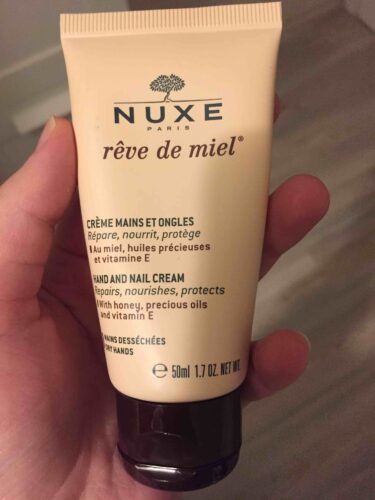 NUXE
PARIS
rêve de miel®
CRÈME MAINS ET ONGLES
Répare, nourrit, protège
Au miel, huiles précieuses
et vitamine E
HAND AND NAIL CREAM
Repairs, nourishes, protects
With honey, precious oils
and vitamin E
MAINS DESSÉCHÉES
DRY HANDS
℮ 50ml 1.7 OZ. NET WT.